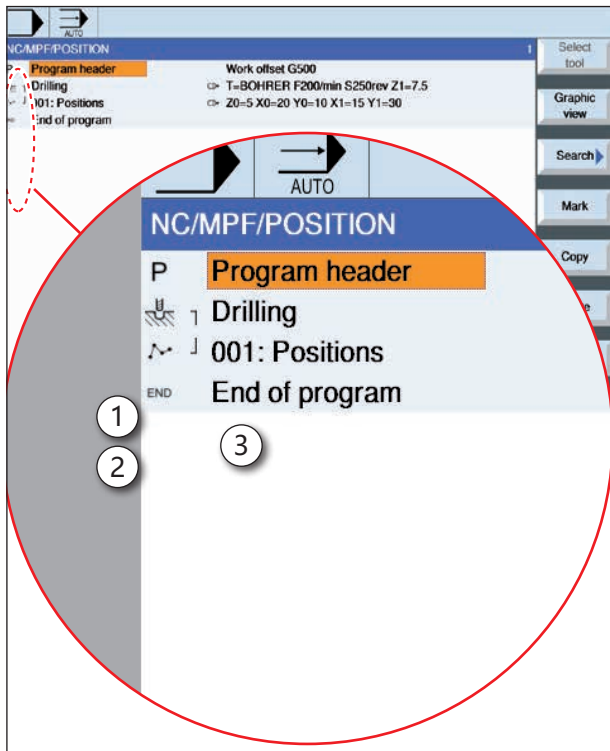 AUTO
NC/MPF/POSITION 1
Select tool
P Program header Work offset G500
Drilling T=BOHRER F200/min S250rev Z1=7.5
001: Positions Z0=5 X0=20 Y0=10 X1=15 Y1=30
End of program
Graphic view
Search
Mark
Copy
AUTO
NC/MPF/POSITION
P Program header
Drilling
001: Positions
END End of program
1
2
3